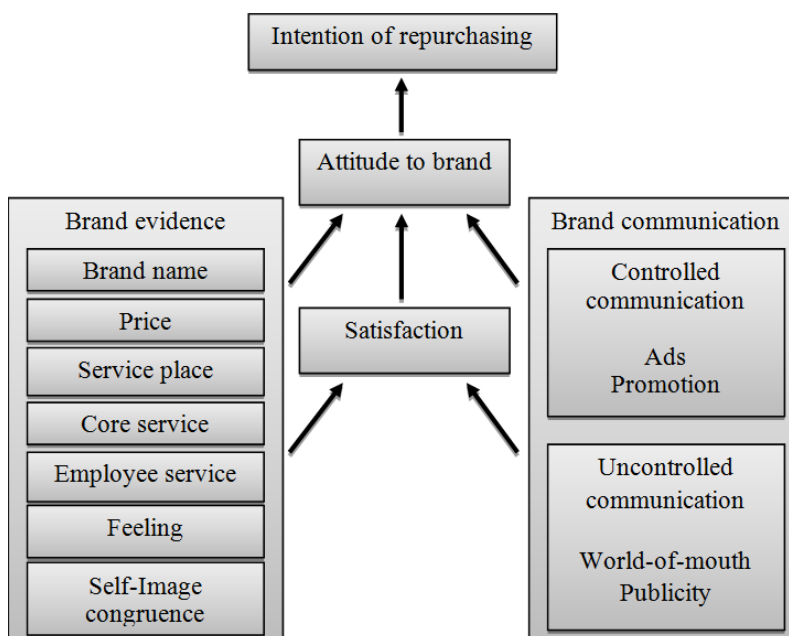 Intention of repurchasing
Attitude to brand
Brand evidence
Brand name
Price
Service place
Core service
Employee service
Feeling
Self-Image
congruence
Satisfaction
Brand communication
Controlled
communication
Ads
Promotion
Uncontrolled
communication
World-of-mouth
Publicity